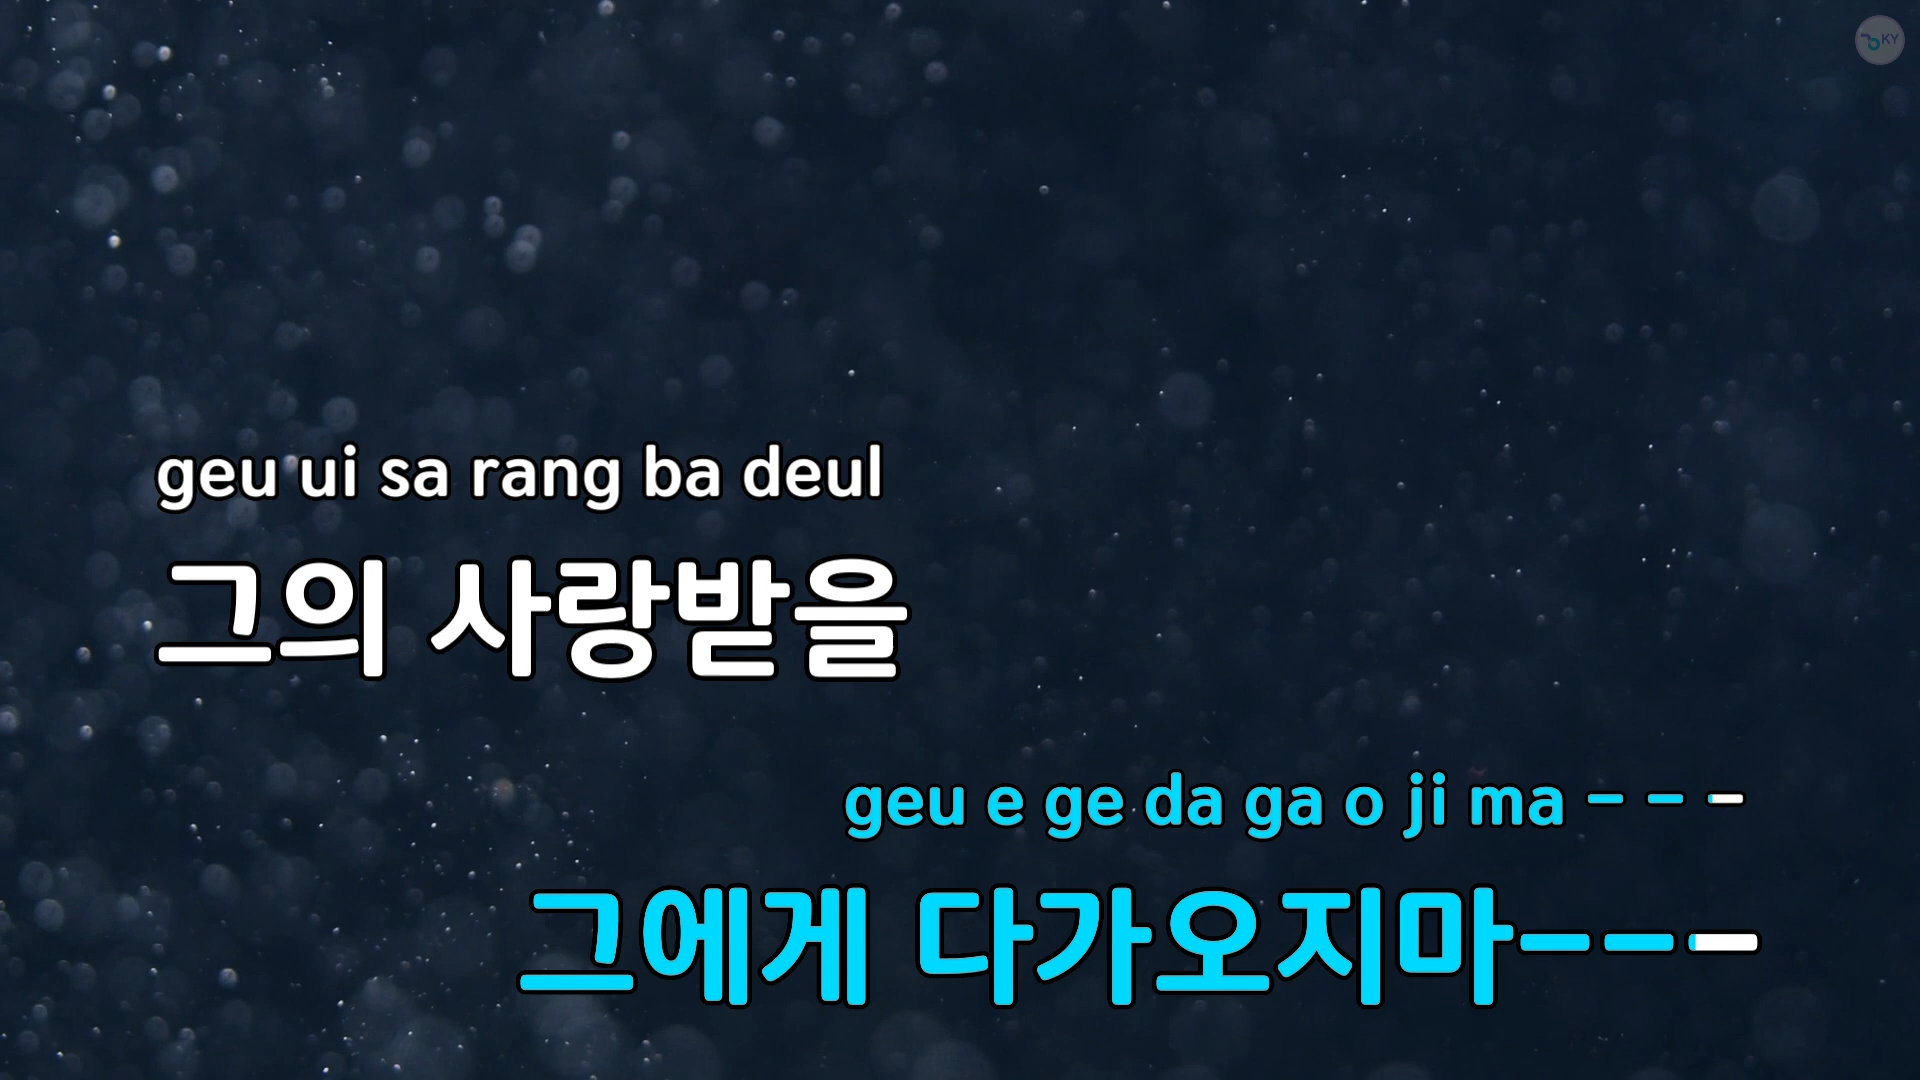 KY
geu ui sa rang ba deul
그의 사랑받을
geu e ge da ga o ji ma - - -
그에게 다가오지마---